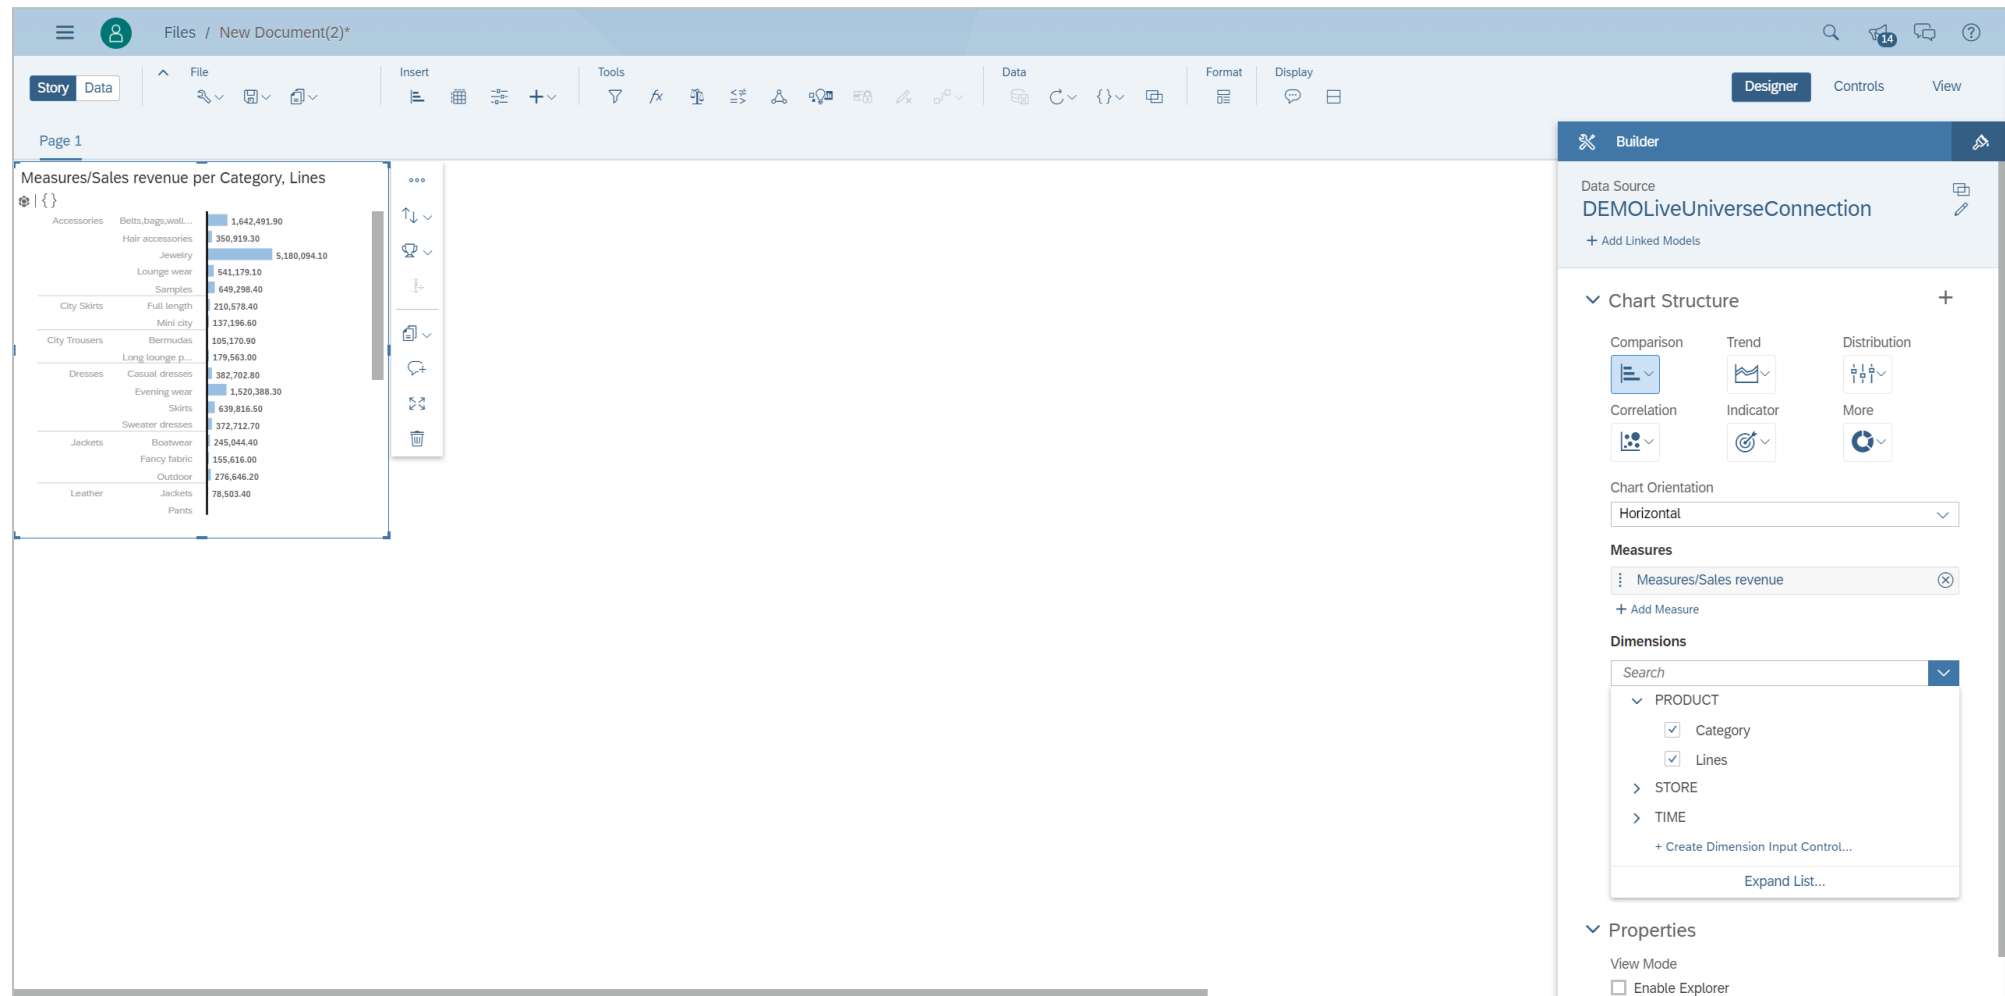 Files / New Document(2)*
14
Story Data
File
Insert
Tools
Data
Format
Display
Designer
Controls
View
Page 1
Measures/Sales revenue per Category, Lines
Accessories Belts,bags,wall... 1,642,491.90
Hair accessories 350,919.30
Jewelry 5,180,094.10
Lounge wear 541,179.10
Samples 649,298.40
City Skirts Full length 210,578.40
Mini city 137,196.60
City Trousers Bermudas 105,170.90
Long lounge p... 179,563.00
Dresses Casual dresses 382,702.80
Evening wear 1,520,388.30
Skirts 639,816.50
Sweater dresses 372,712.70
Jackets Boatwear 245,044.40
Fancy fabric 155,616.00
Outdoor 276,646.20
Leather Jackets 78,503.40
Pants
Builder
Data Source
DEMOLiveUniverseConnection
+ Add Linked Models
Chart Structure
Comparison Trend Distribution
Correlation Indicator More
Chart Orientation
Horizontal
Measures
Measures/Sales revenue
+ Add Measure
Dimensions
Search
PRODUCT
Category
Lines
STORE
TIME
+ Create Dimension Input Control...
Expand List...
Properties
View Mode
Enable Explorer